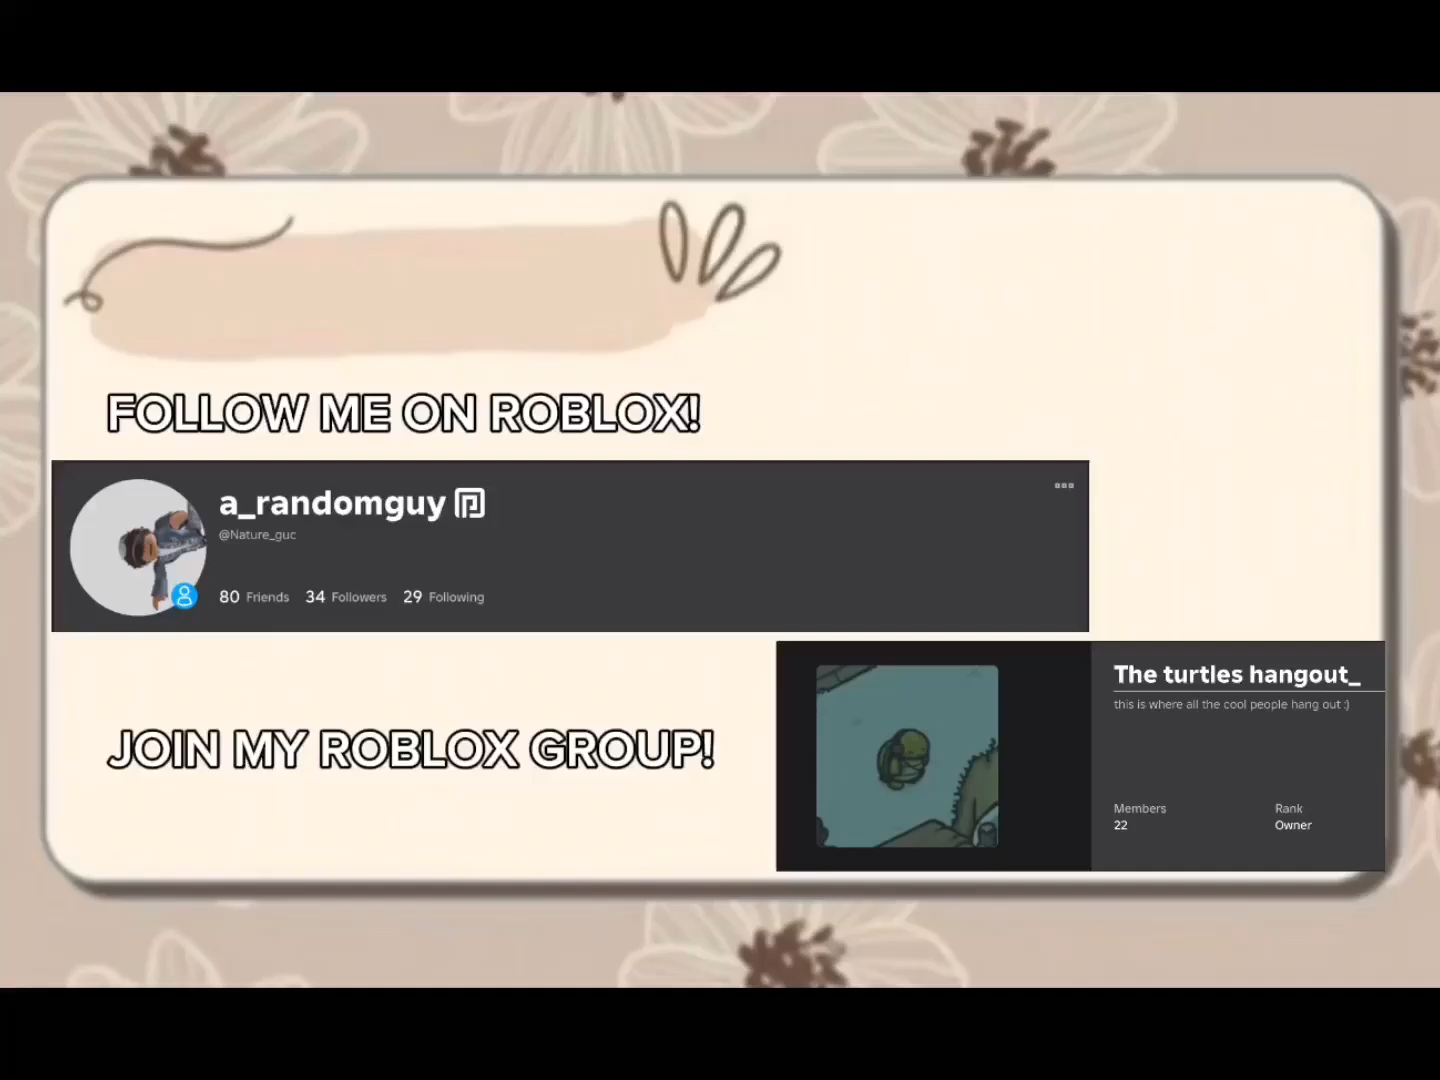 FOLLOW ME ON ROBLOX!
a_randomguy
@Nature_guc
80 Friends 34 Followers 29 Following
The turtles hangout_
this is where all the cool people hang out :)
JOIN MY ROBLOX GROUP!
Members Rank
22 Owner